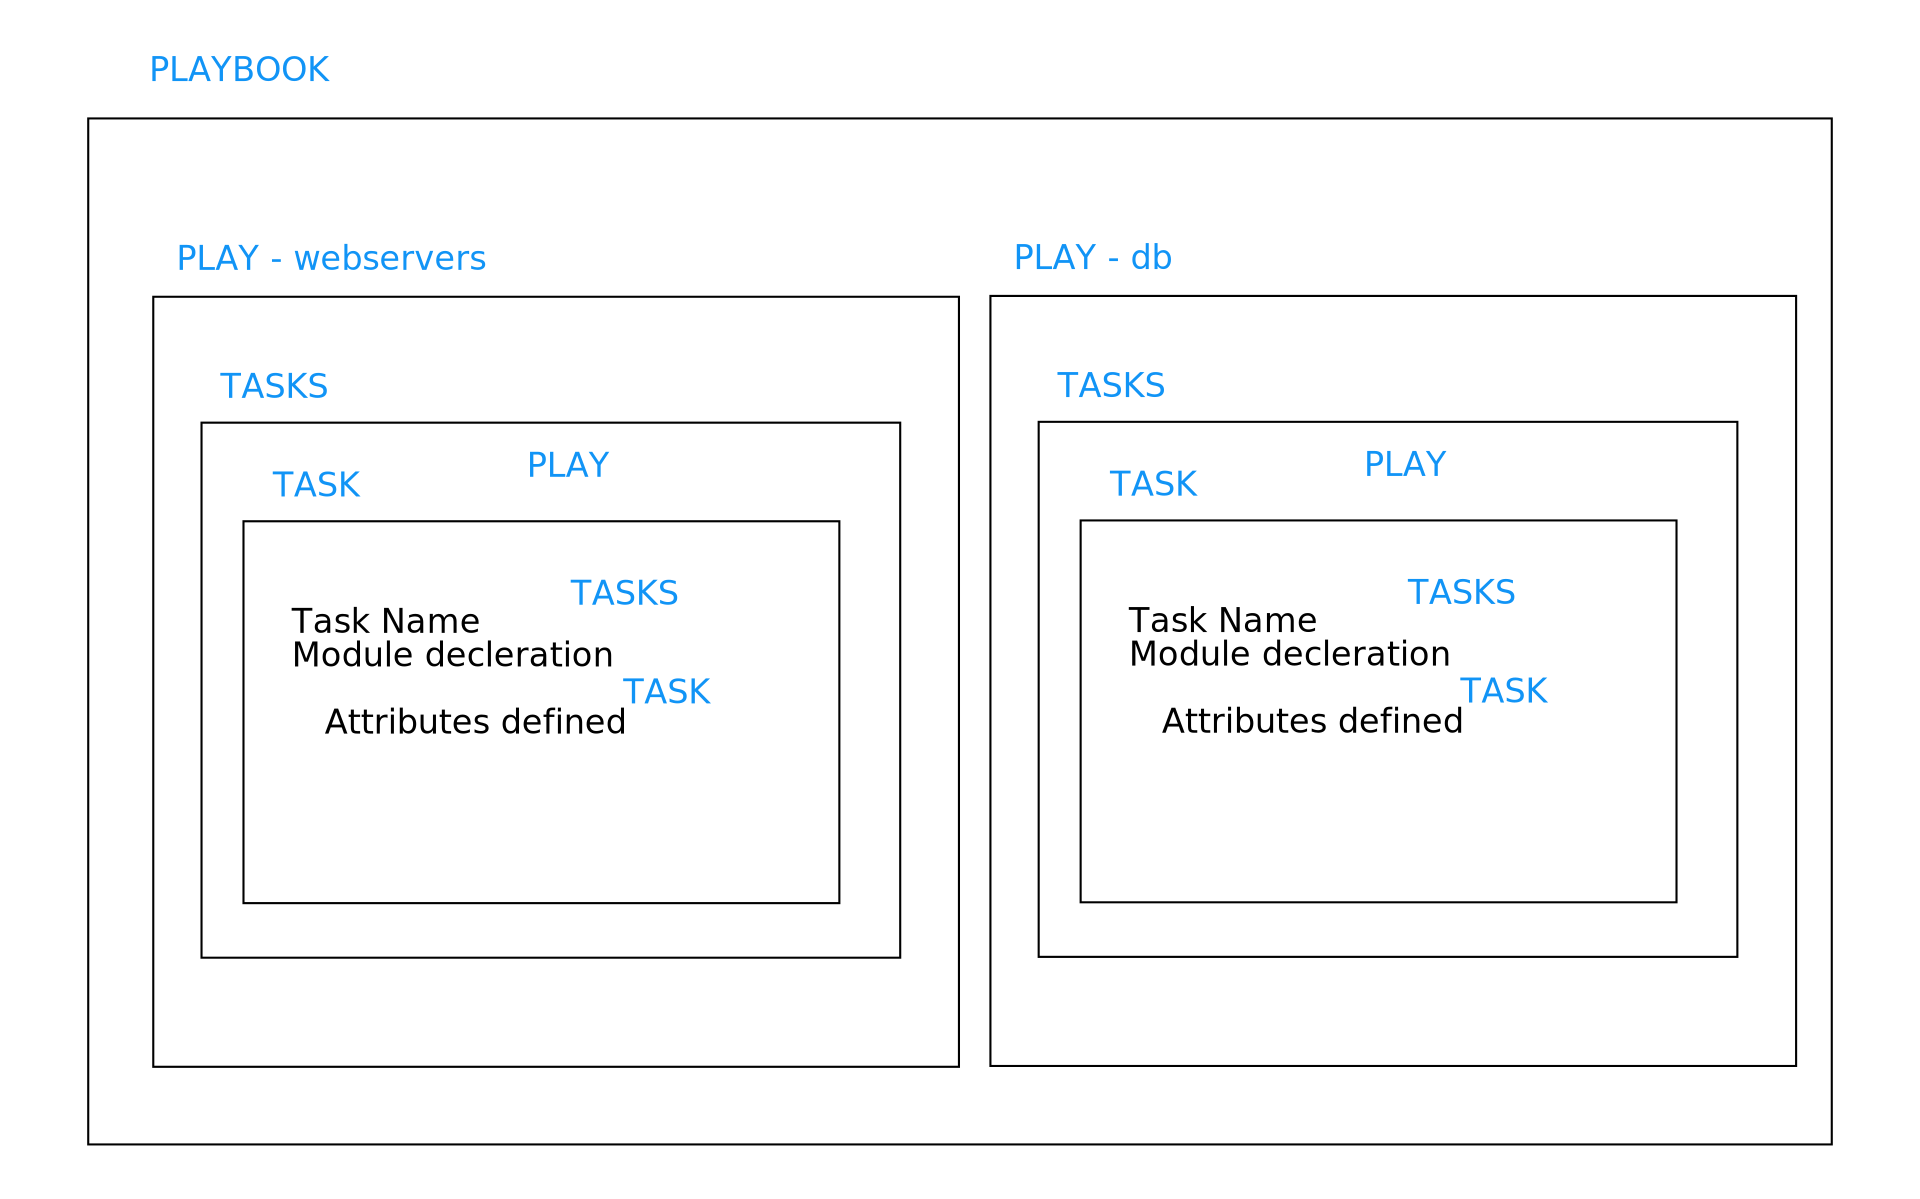 PLAYBOOK
PLAY - webservers
TASKS
PLAY
TASK
TASKS
Task Name
Module decleration
TASK
Attributes defined
PLAY - db
TASKS
PLAY
TASK
TASKS
Task Name
Module decleration
TASK
Attributes defined